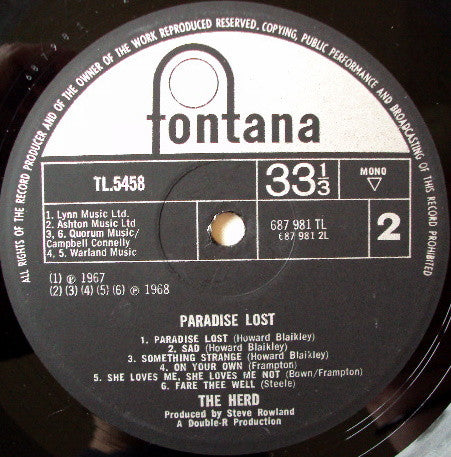 ALL RIGHTS OF THE RECORD PRODUCER AND OF THE OWNER OF THE WORK REPRODUCED RESERVED. COPYING, PUBLIC PERFORMANCE AND BROADCASTING OF THIS RECORD PROHIBITED
fontana
TL.5458
33 1/3
MONO
▽
1. Lynn Music Ltd.
2. Ashton Music Ltd
3, 6. Quorum Music/
Campbell Connelly
4, 5. Warland Music
687 981 TL
687 981 2L
2
(1) ℗ 1967
(2) (3) (4) (5) (6) ℗ 1968
PARADISE LOST
1. PARADISE LOST (Howard Blaikley)
2. SAD (Howard Blaikley)
3. SOMETHING STRANGE (Howard Blaikley)
4. ON YOUR OWN (Frampton)
5. SHE LOVES ME, SHE LOVES ME NOT (Bown/Frampton)
6. FARE THEE WELL (Steele)
THE HERD
Produced by Steve Rowland
A Double-R Production